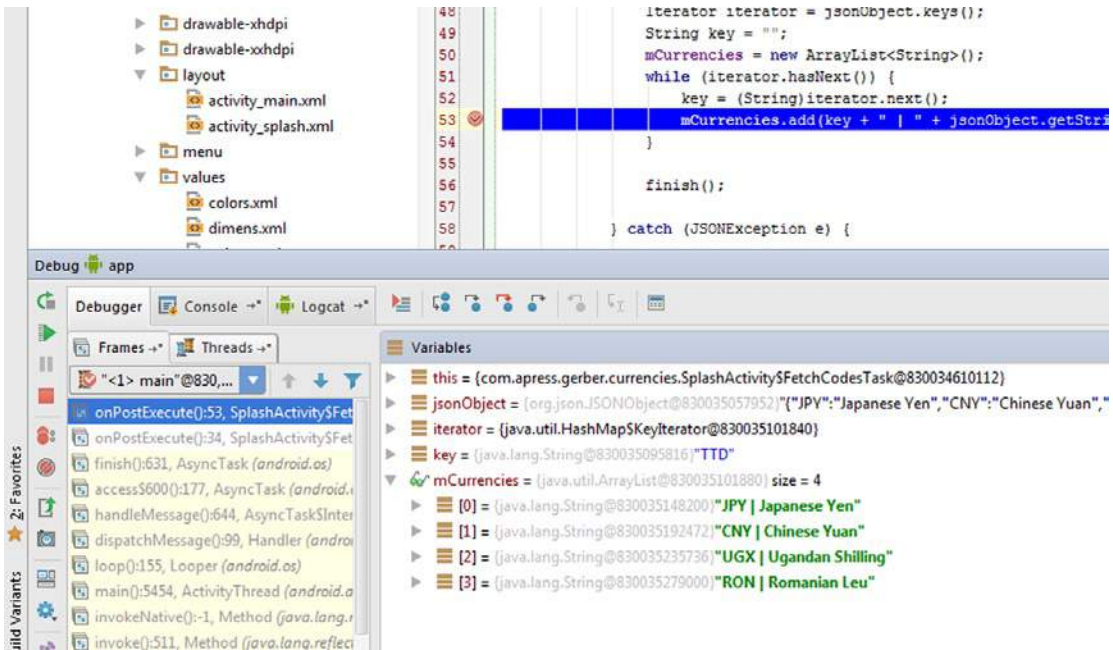 drawable-xhdpi
drawable-xxhdpi
layout
activity_main.xml
activity_splash.xml
menu
values
colors.xml
dimens.xml
48 Iterator iterator = jsonObject.keys();
49 String key = "";
50 mCurrencies = new ArrayList<String>();
51 while (iterator.hasNext()) {
52 key = (String)iterator.next();
53 mCurrencies.add(key + " | " + jsonObject.getStri
54 }
55
56 finish();
57
58 } catch (JSONException e) {
Debug app
Debugger Console Logcat
Frames Threads
"<1> main"@830,...
onPostExecute():53, SplashActivity$Fet
onPostExecute():34, SplashActivity$Fet
finish():631, AsyncTask (android.os)
access$600():177, AsyncTask (android.
handleMessage():644, AsyncTask$Inter
dispatchMessage():99, Handler (androi
loop():155, Looper (android.os)
main():5454, ActivityThread (android.a
invokeNative():-1, Method (java.lang.r
invoke():511, Method (java.lang.reflect
Variables
this = {com.apress.gerber.currencies.SplashActivity$FetchCodesTask@830034610112}
jsonObject = {org.json.JSONObject@830035057952}"{"JPY":"Japanese Yen","CNY":"Chinese Yuan","
iterator = {java.util.HashMap$KeyIterator@830035101840}
key = {java.lang.String@830035095816}"TTD"
mCurrencies = {java.util.ArrayList@830035101880} size = 4
[0] = {java.lang.String@830035148200}"JPY | Japanese Yen"
[1] = {java.lang.String@830035192472}"CNY | Chinese Yuan"
[2] = {java.lang.String@830035235736}"UGX | Ugandan Shilling"
[3] = {java.lang.String@830035279000}"RON | Romanian Leu"
2: Favorites
uild Variants